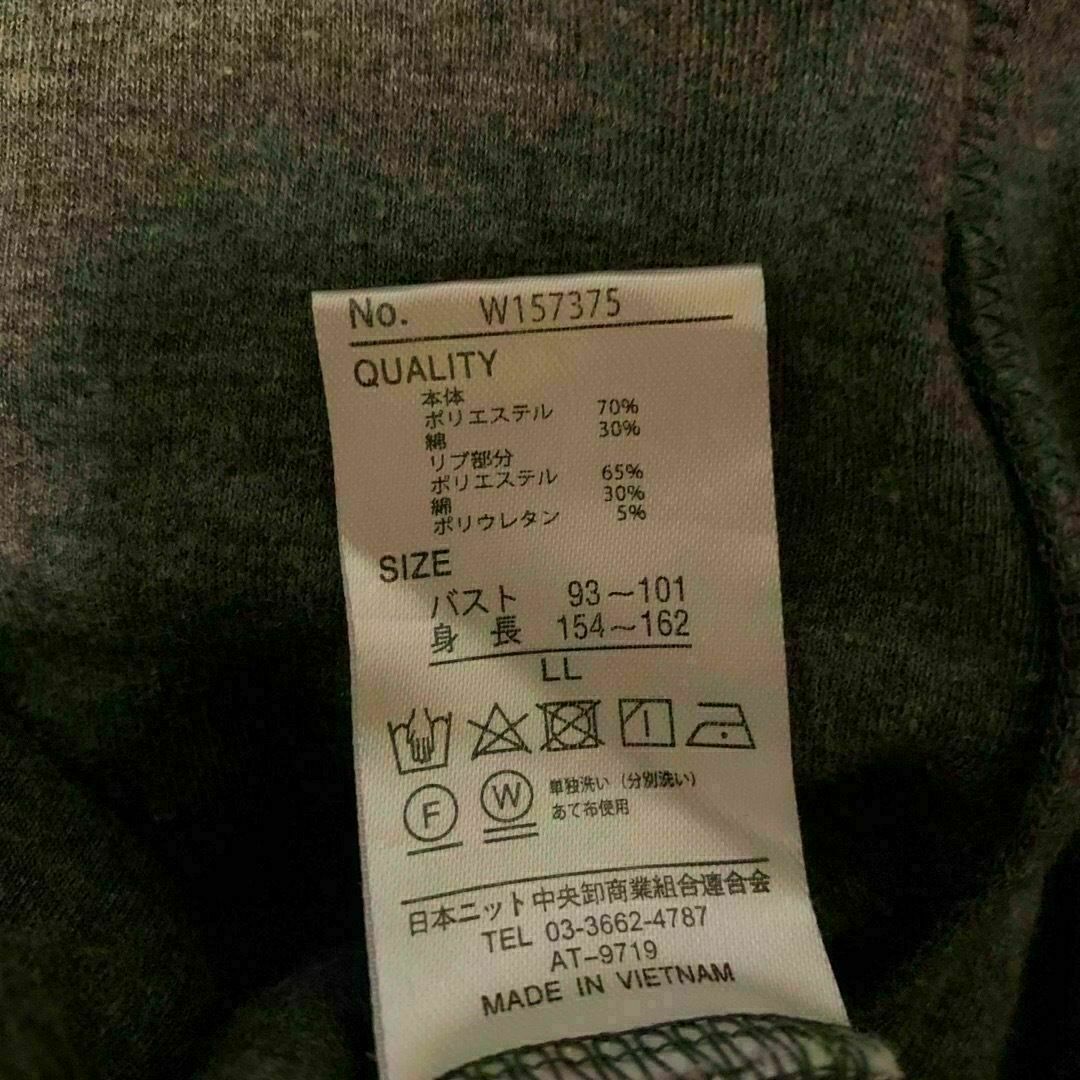 No. W157375
QUALITY
本体
ポリエステル 70%
綿 30%
リブ部分
ポリエステル 65%
綿 30%
ポリウレタン 5%
SIZE
バスト 93～101
身長 154～162
LL
F W 単独洗い（分別洗い）
あて布使用
日本ニット中央卸商業組合連合会
TEL 03-3662-4787
AT-9719
MADE IN VIETNAM